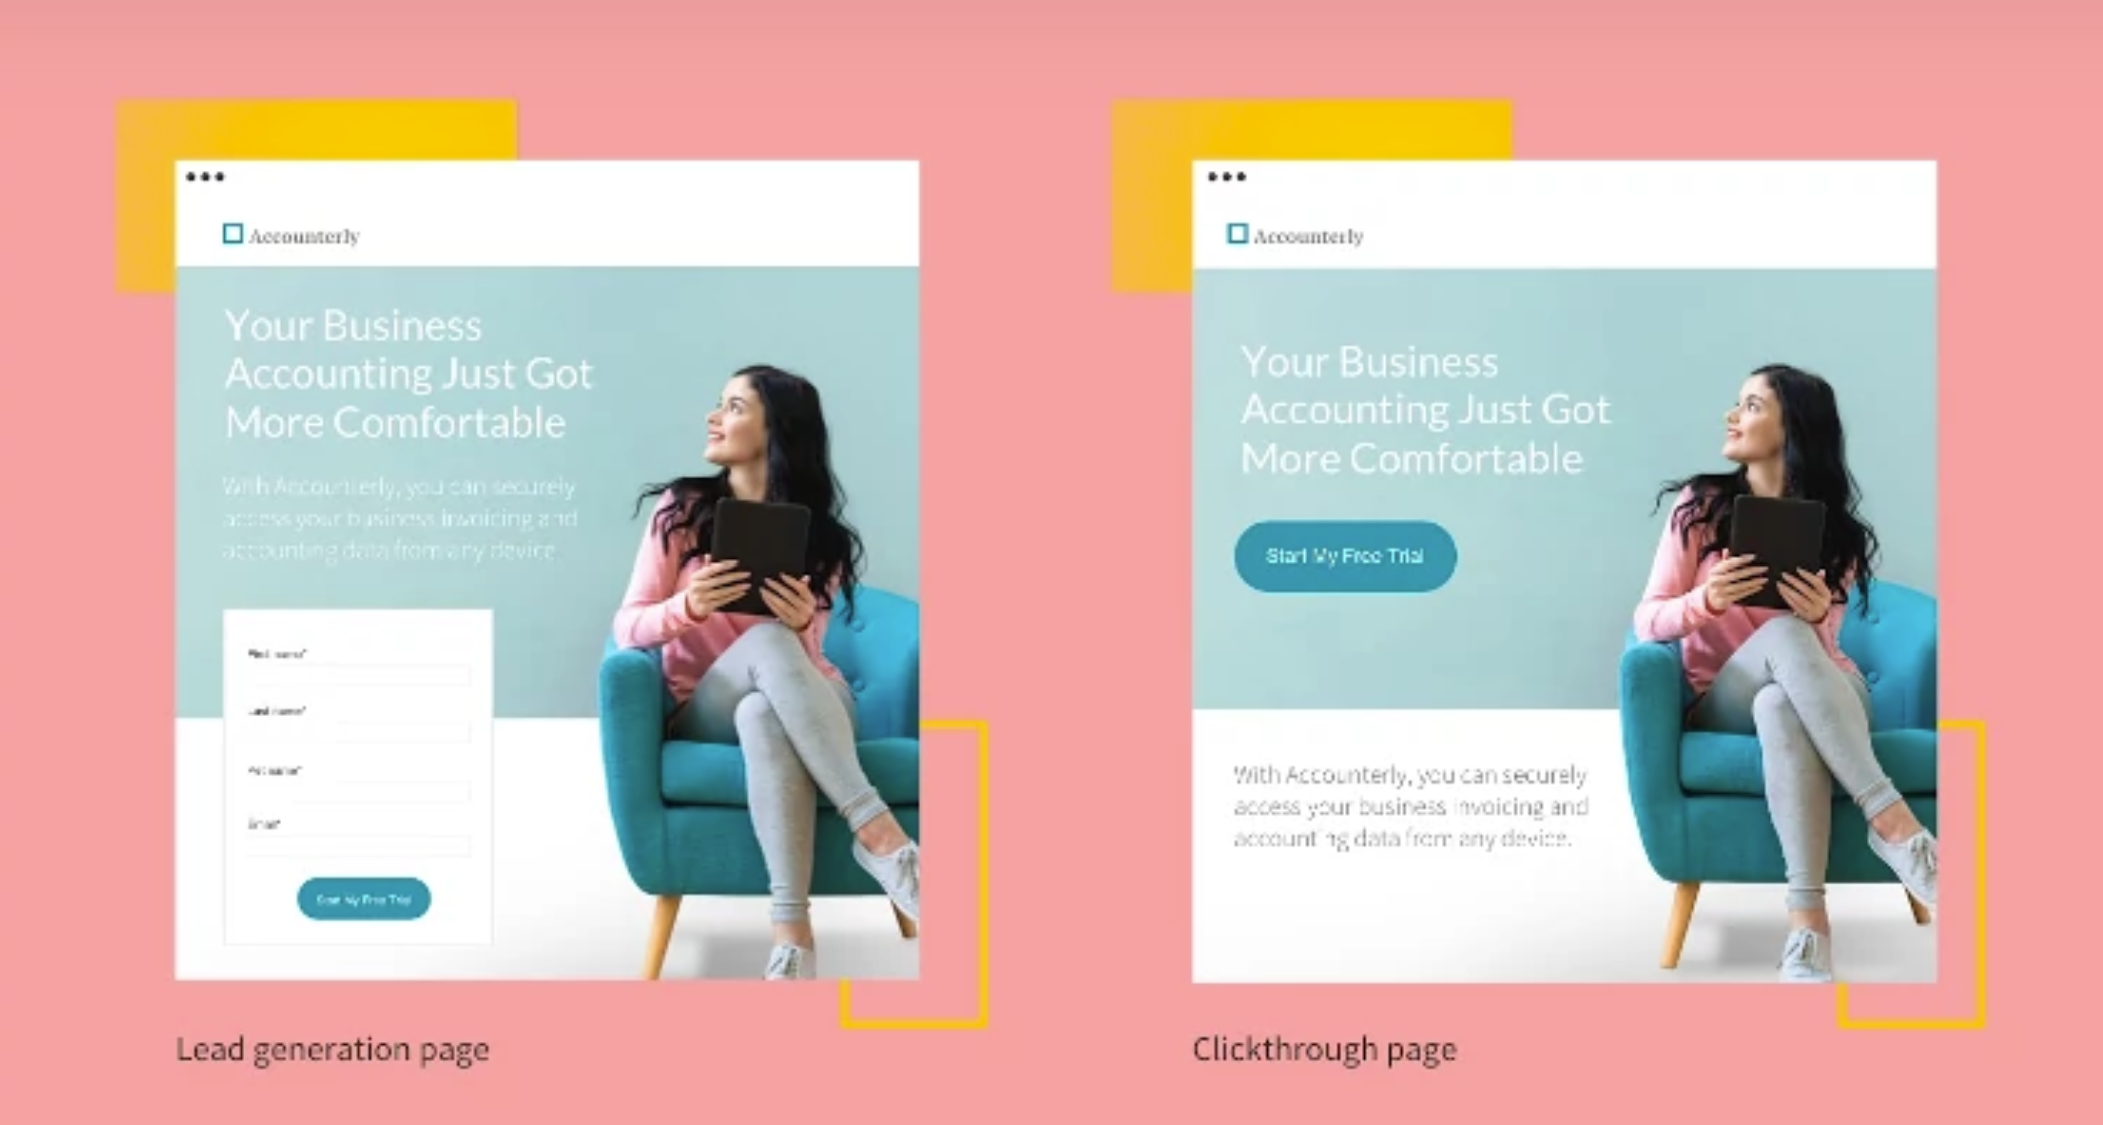 Accounterly
Your Business
Accounting Just Got
More Comfortable
With Accounterly, you can securely
access your business invoicing and
accounting data from any device.
First name*
Last name*
Pet name*
Email*
Start My Free Trial
Lead generation page
Accounterly
Your Business
Accounting Just Got
More Comfortable
Start My Free Trial
With Accounterly, you can securely
access your business invoicing and
accounting data from any device.
Clickthrough page